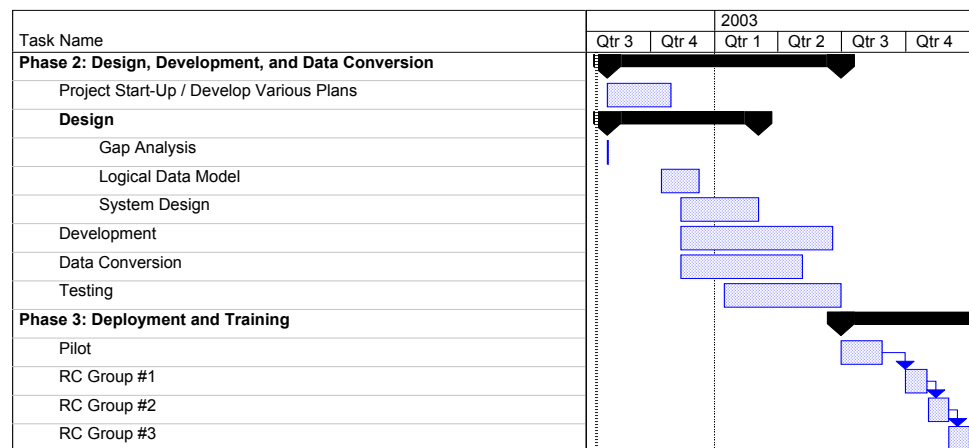 2003
Task Name
Qtr 3 Qtr 4 Qtr 1 Qtr 2 Qtr 3 Qtr 4
Phase 2: Design, Development, and Data Conversion
Project Start-Up / Develop Various Plans
Design
Gap Analysis
Logical Data Model
System Design
Development
Data Conversion
Testing
Phase 3: Deployment and Training
Pilot
RC Group #1
RC Group #2
RC Group #3